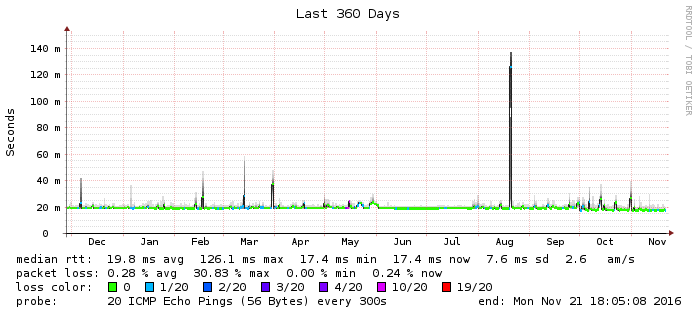 Last 360 Days
RRDTOOL / TOBI OETIKER
Seconds
140 m
120 m
100 m
80 m
60 m
40 m
20 m
0
Dec Jan Feb Mar Apr May Jun Jul Aug Sep Oct Nov
median rtt: 19.8 ms avg 126.1 ms max 17.4 ms min 17.4 ms now 7.6 ms sd 2.6 am/s
packet loss: 0.28 % avg 30.83 % max 0.00 % min 0.24 % now
loss color: 0 1/20 2/20 3/20 4/20 10/20 19/20
probe: 20 ICMP Echo Pings (56 Bytes) every 300s end: Mon Nov 21 18:05:08 2016